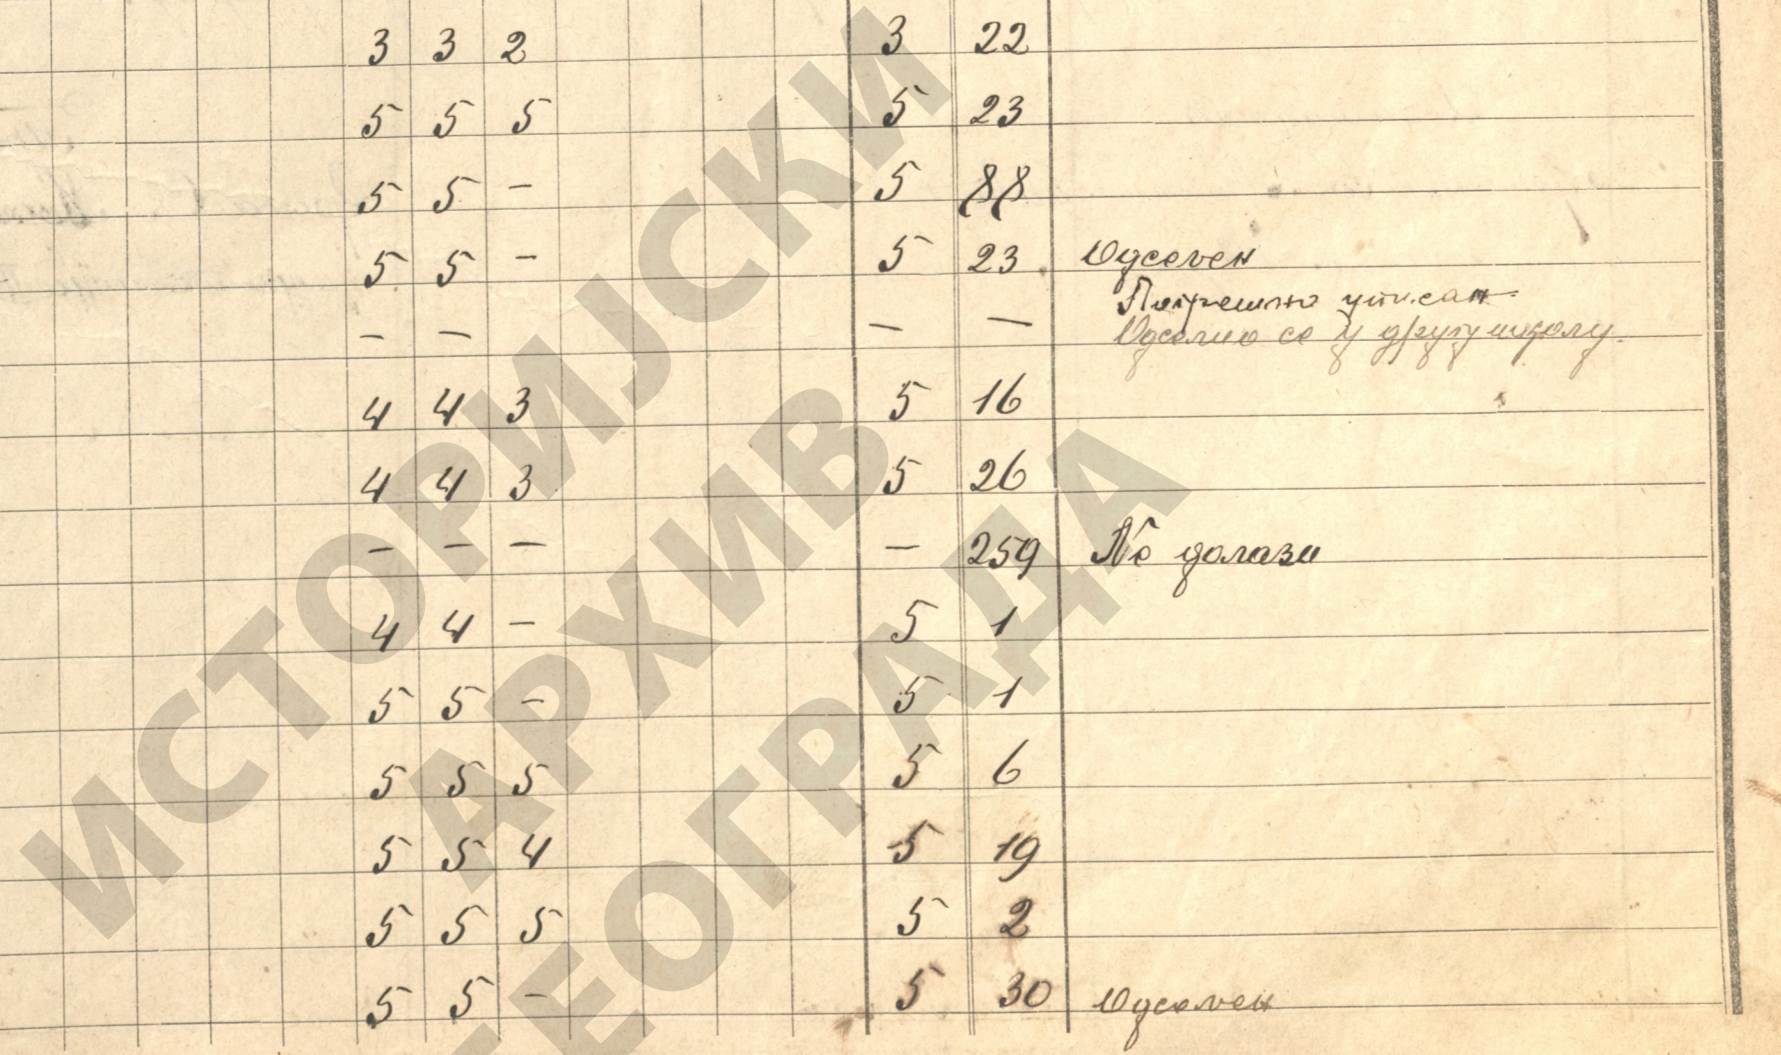 3 3 2 3 22
5 5 5 5 23
5 5 – 5 88
5 5 – 5 23 Одсељен
Погрешно уписан
– – – –
Одселио се у другу школу.
4 4 3 5 16
4 4 3 5 26
– – – – 259 Не долази
4 4 – 5 1
5 5 – 5 1
5 5 5 5 6
5 5 4 5 19
5 5 5 5 2
5 5 – 5 30 Одсељен
ИСТОРИЈСКИ
АРХИВ
БЕОГРАДА